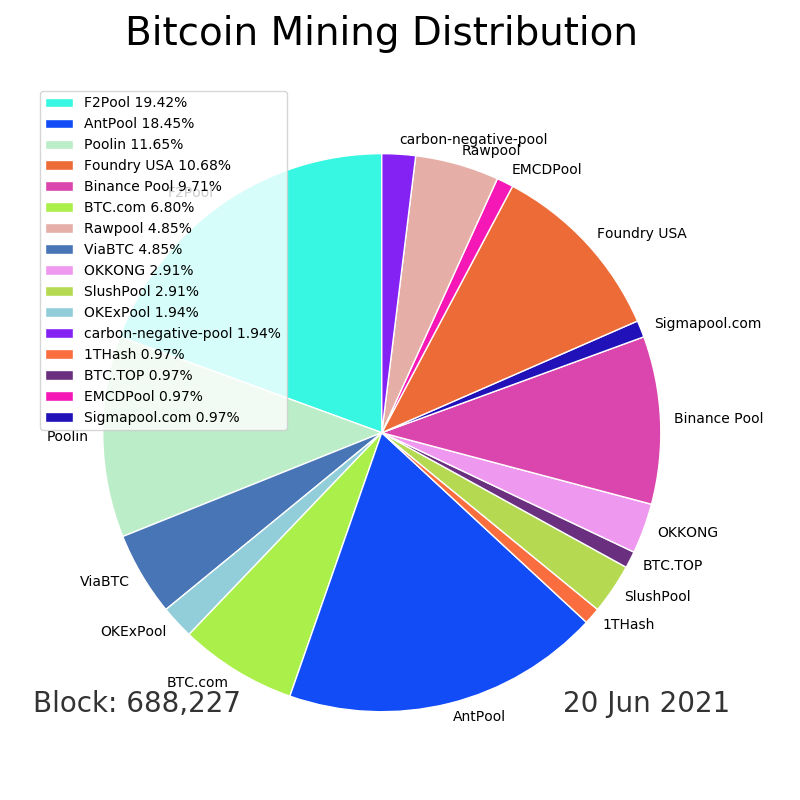 Bitcoin Mining Distribution
F2Pool 19.42%
AntPool 18.45%
Poolin 11.65%
Foundry USA 10.68%
Binance Pool 9.71%
BTC.com 6.80%
Rawpool 4.85%
ViaBTC 4.85%
OKKONG 2.91%
SlushPool 2.91%
OKExPool 1.94%
carbon-negative-pool 1.94%
1THash 0.97%
BTC.TOP 0.97%
EMCDPool 0.97%
Sigmapool.com 0.97%
carbon-negative-pool
Rawpool
EMCDPool
Foundry USA
Sigmapool.com
Binance Pool
OKKONG
BTC.TOP
SlushPool
1THash
AntPool
BTC.com
OKExPool
ViaBTC
Poolin
F2Pool
Block: 688,227
20 Jun 2021